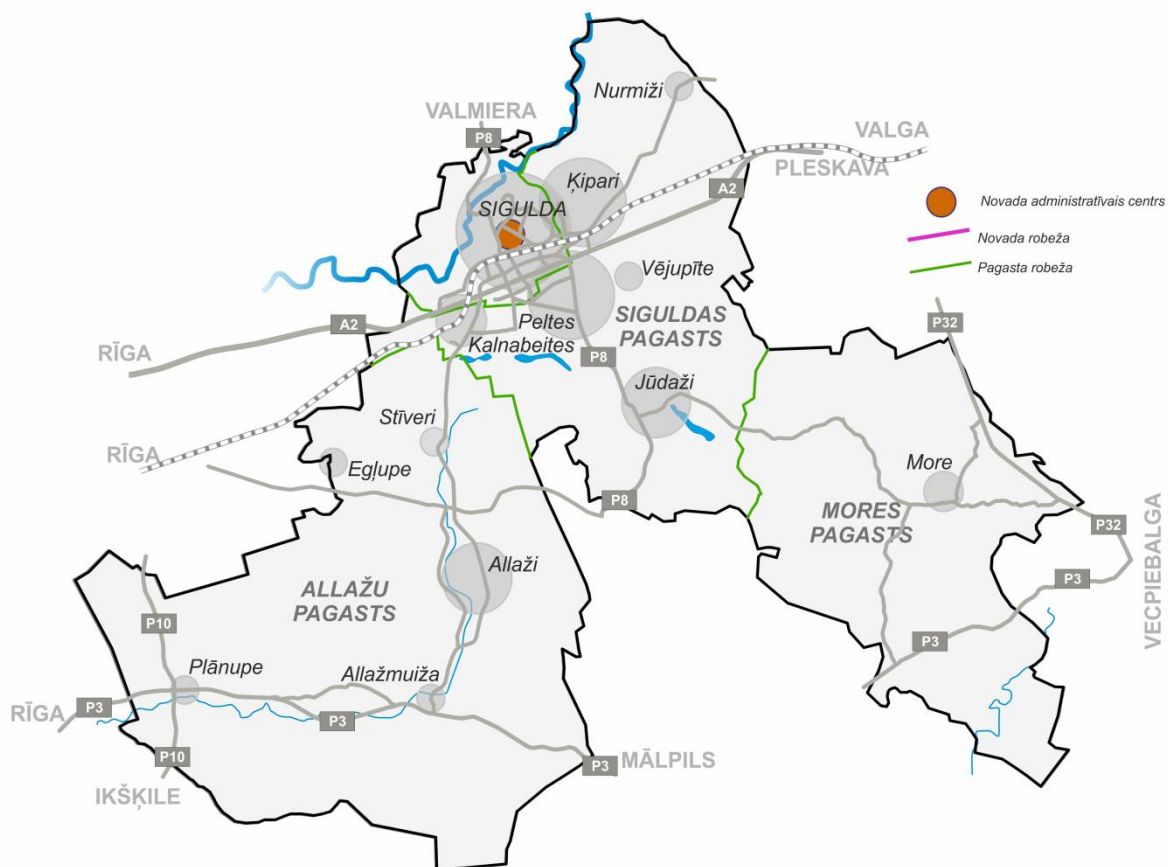 Nurmiži
VALMIERA
P8
VALGA
PLESKAVA
Ķipari
A2
SIGULDA
Novada administratīvais centrs
Novada robeža
Pagasta robeža
Vējupīte
SIGULDAS
PAGASTS
P32
A2
Peltes
Kalnabeites
RĪGA
P8
Jūdaži
Stīveri
RĪGA
Egļupe
More
P8
MORES
PAGASTS
P32
VECPIEBALGA
Allaži
P3
ALLAŽU
PAGASTS
P10
P3
Plānupe
Allažmuiža
RĪGA
P3
P3
P10
P3
MĀLPILS
IKŠĶILE